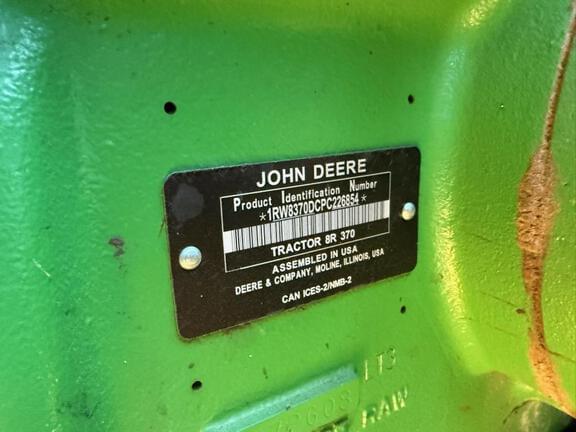 JOHN DEERE
Product Identification Number
*1RW8370DCPC226854*
TRACTOR 8R 370
ASSEMBLED IN USA
DEERE & COMPANY, MOLINE, ILLINOIS, USA
CAN ICES-2/NMB-2
LT3
RAW